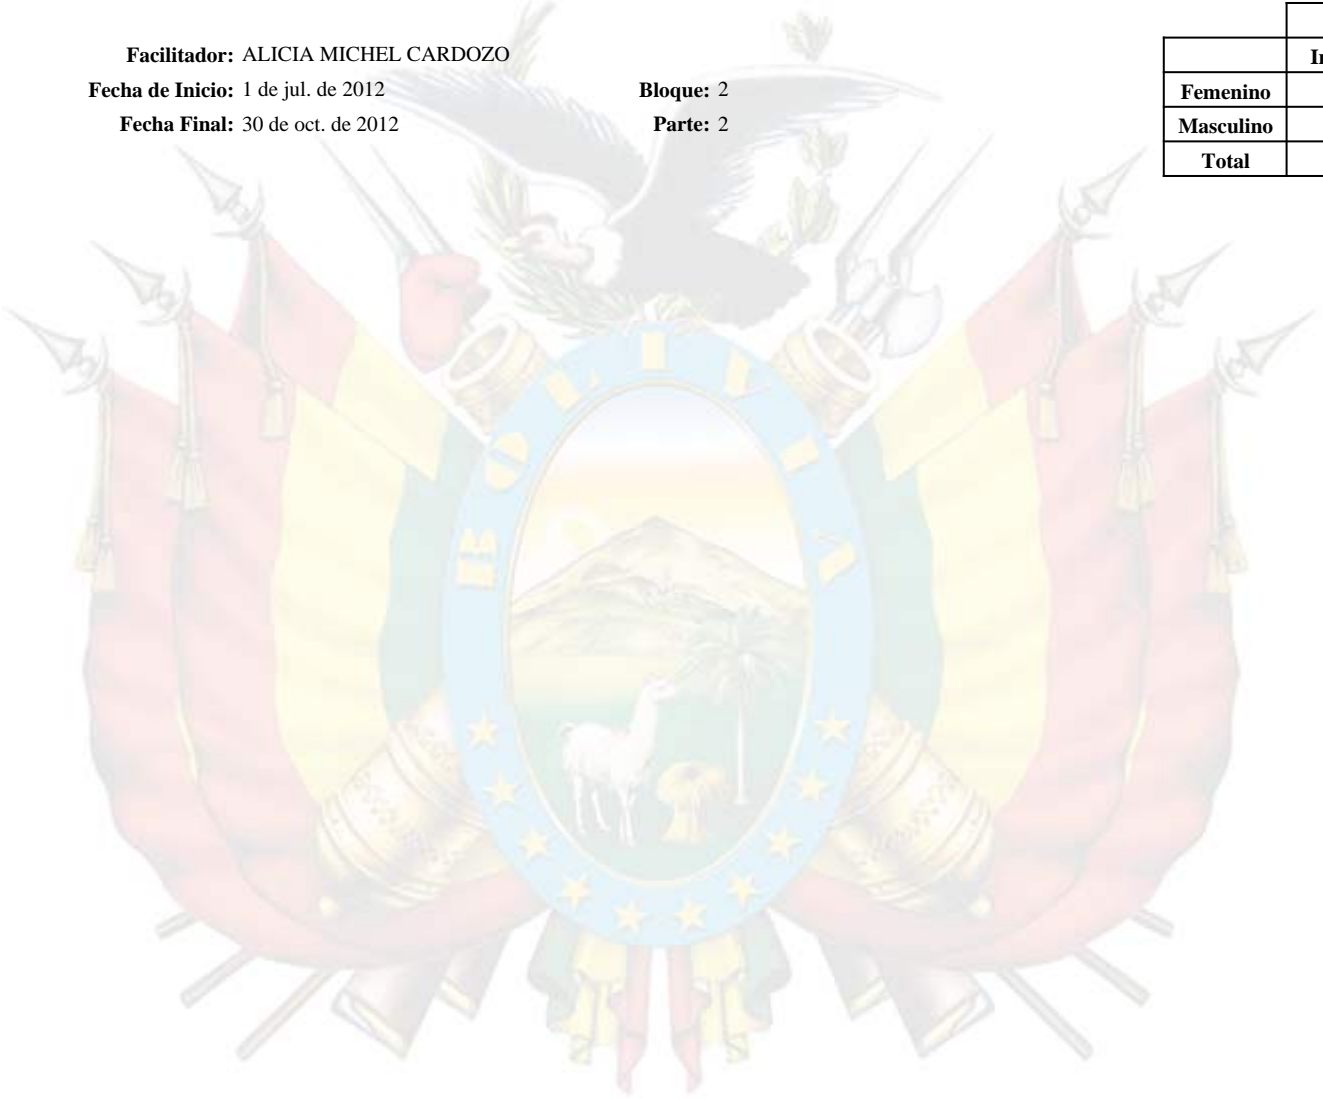 Facilitador: ALICIA MICHEL CARDOZO
Fecha de Inicio: 1 de jul. de 2012 Bloque: 2
Fecha Final: 30 de oct. de 2012 Parte: 2
Femenino
Masculino
Total
BOLIVIA